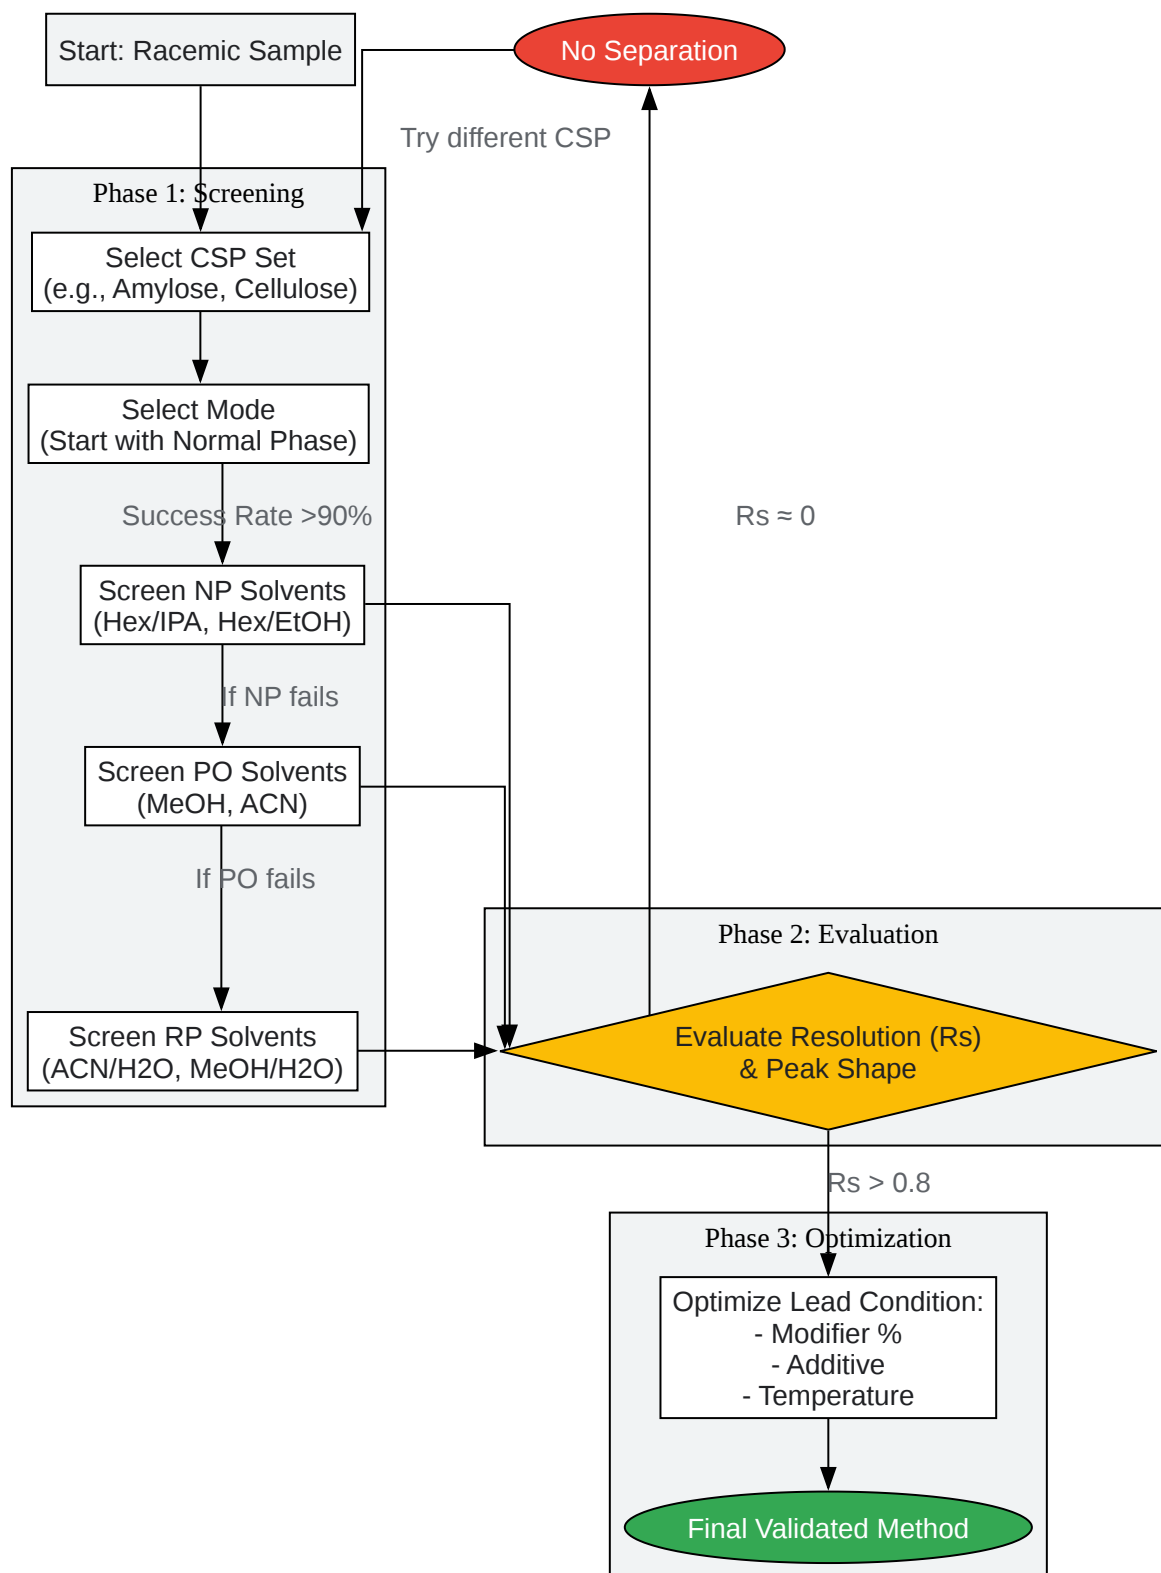 Start: Racemic Sample
No Separation
Try different CSP
Phase 1: Screening
Select CSP Set
(e.g., Amylose, Cellulose)
Select Mode
(Start with Normal Phase)
Success Rate >90%
Rs ≈ 0
Screen NP Solvents
(Hex/IPA, Hex/EtOH)
If NP fails
Screen PO Solvents
(MeOH, ACN)
If PO fails
Screen RP Solvents
(ACN/H2O, MeOH/H2O)
Phase 2: Evaluation
Evaluate Resolution (Rs)
& Peak Shape
Rs > 0.8
Phase 3: Optimization
Optimize Lead Condition:
- Modifier %
- Additive
- Temperature
Final Validated Method